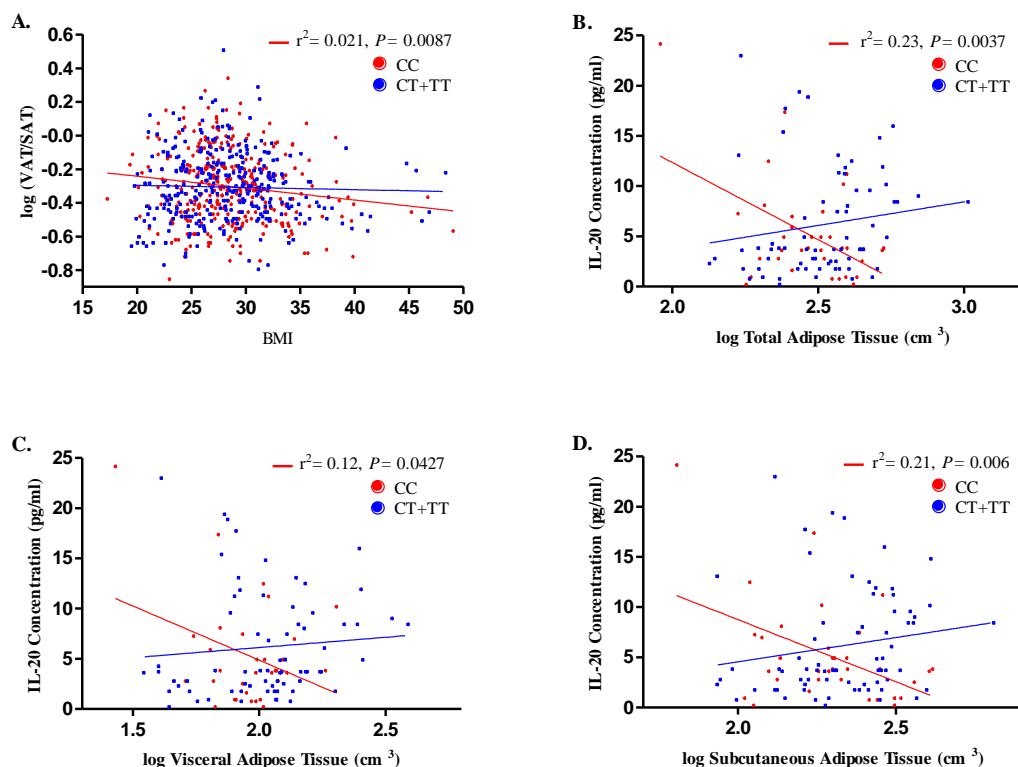 A.
r²= 0.021, P= 0.0087
CC
CT+TT
log (VAT/SAT)
0.6
0.4
0.2
-0.0
-0.2
-0.4
-0.6
-0.8
15 20 25 30 35 40 45 50
BMI
B.
r²= 0.23, P= 0.0037
CC
CT+TT
IL-20 Concentration (pg/ml)
25
20
15
10
5
0
2.0 2.5 3.0
log Total Adipose Tissue (cm ³)
C.
r²= 0.12, P= 0.0427
CC
CT+TT
IL-20 Concentration (pg/ml)
25
20
15
10
5
0
1.5 2.0 2.5
log Visceral Adipose Tissue (cm ³)
D.
r²= 0.21, P= 0.006
CC
CT+TT
IL-20 Concentration (pg/ml)
25
20
15
10
5
0
2.0 2.5
log Subcutaneous Adipose Tissue (cm ³)